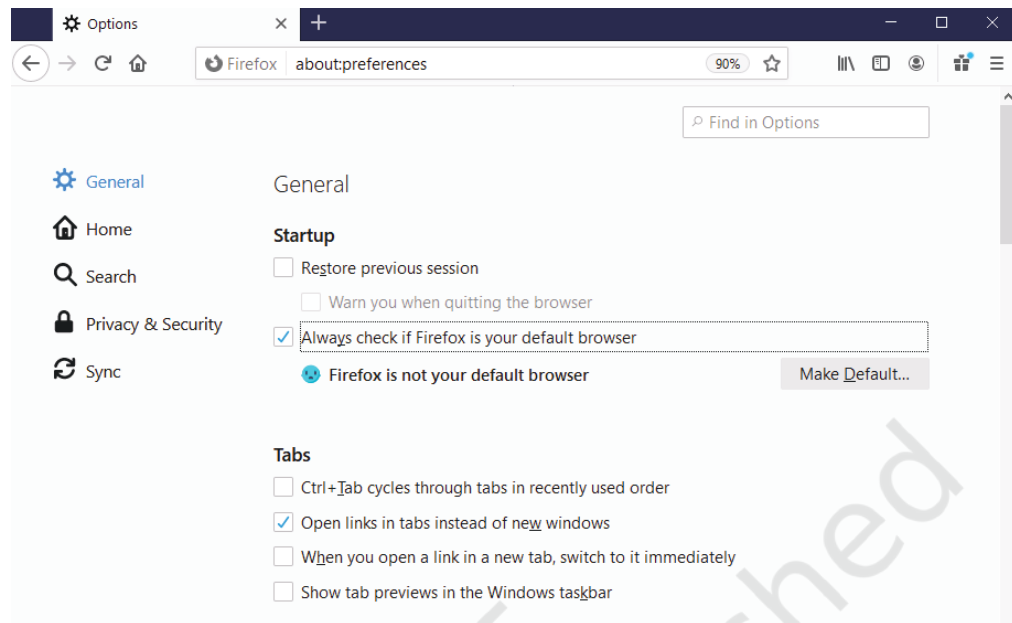 Options
Firefox about:preferences 90%
Find in Options
General
Home
Search
Privacy & Security
Sync
General
Startup
Restore previous session
Warn you when quitting the browser
Always check if Firefox is your default browser
Firefox is not your default browser Make Default...
Tabs
Ctrl+Tab cycles through tabs in recently used order
Open links in tabs instead of new windows
When you open a link in a new tab, switch to it immediately
Show tab previews in the Windows taskbar